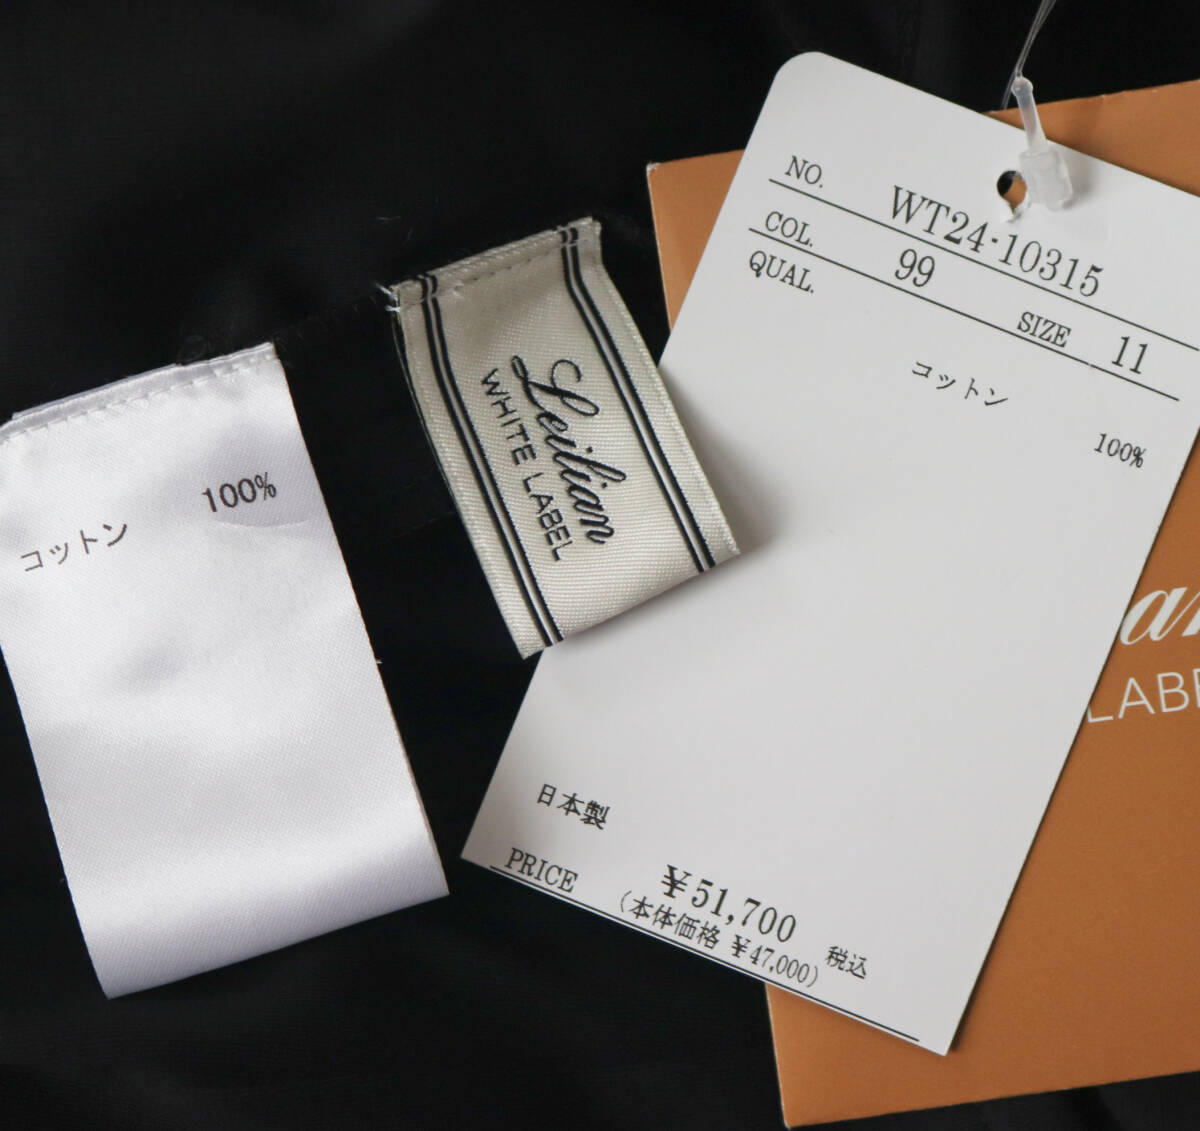 NO. WT24-10315
COL. 99 SIZE 11
QUAL.
コットン
100%
日本製
PRICE ¥51,700
(本体価格 ¥47,000) 税込
Leilian
WHITE LABEL
コットン 100%
LABE